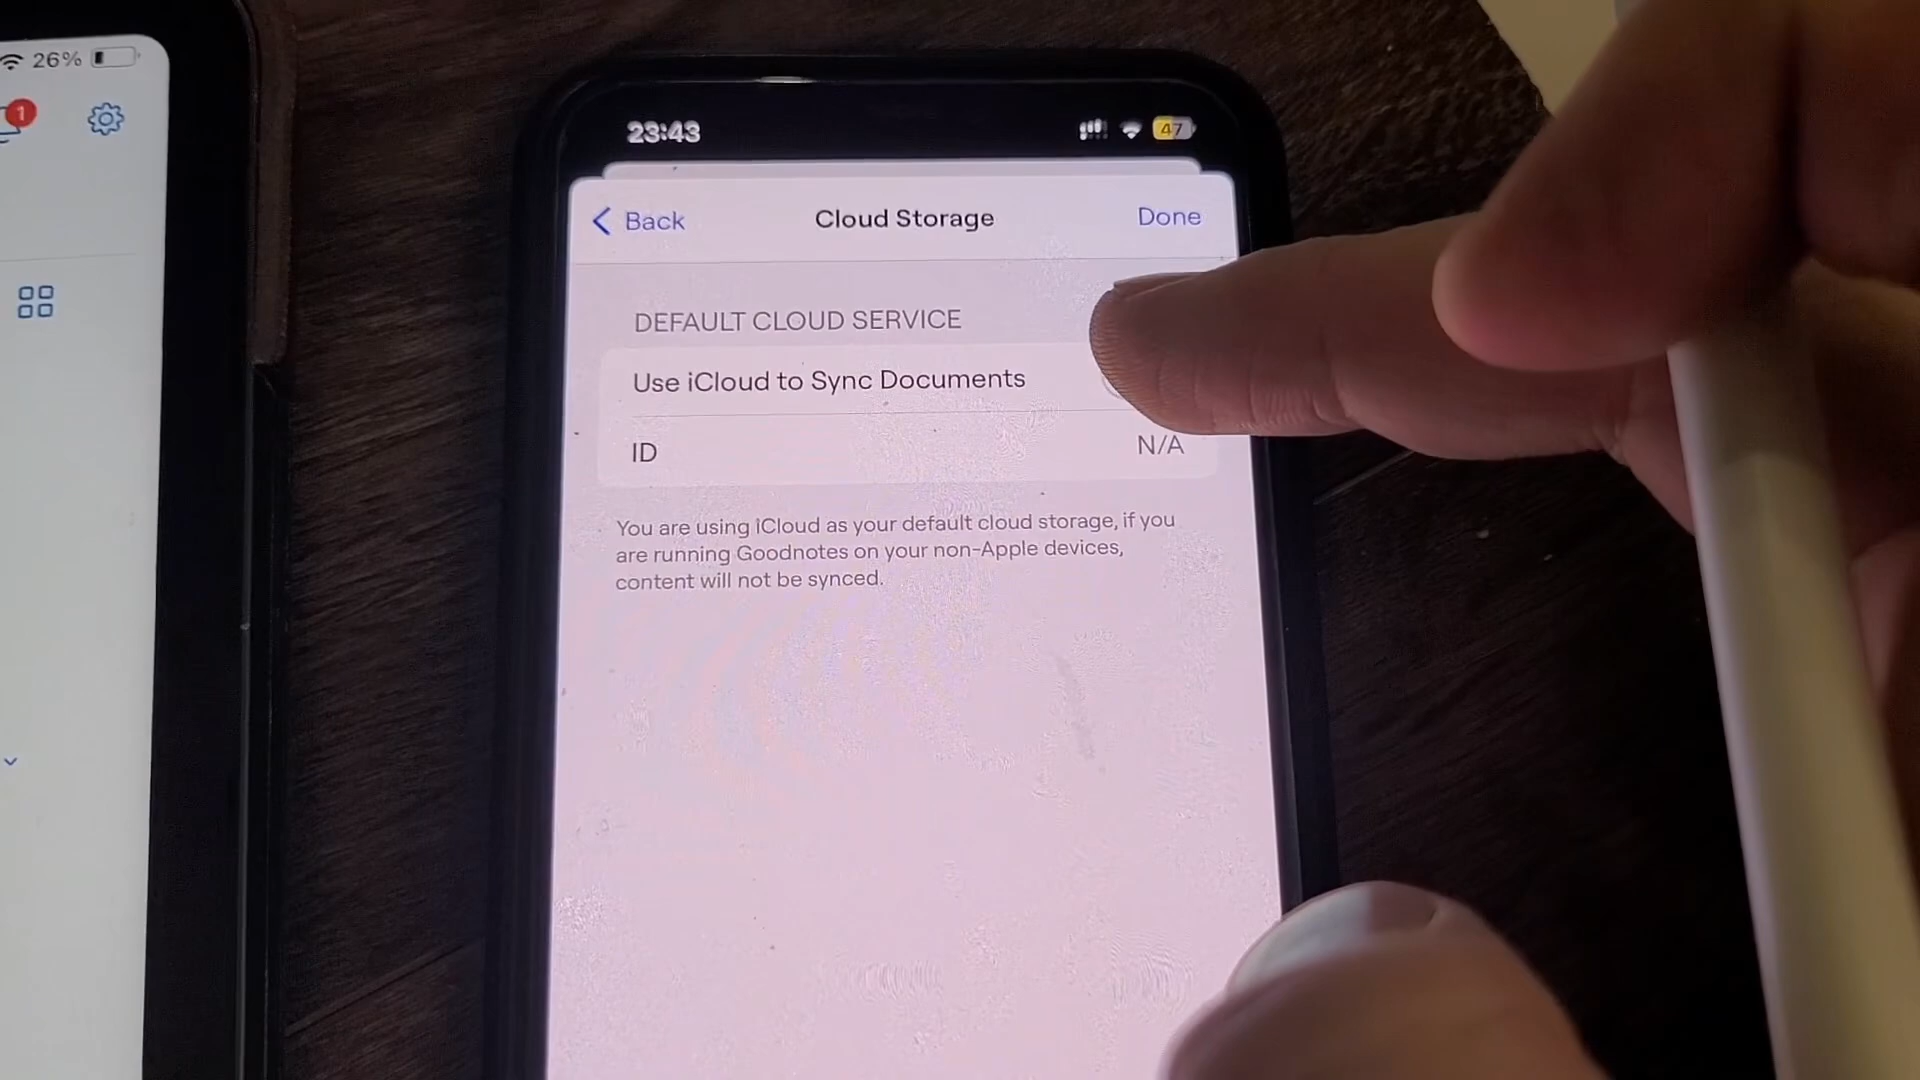 26%
1
23:43
47
Back
Cloud Storage
Done
DEFAULT CLOUD SERVICE
Use iCloud to Sync Documents
ID
N/A
You are using iCloud as your default cloud storage, if you
are running Goodnotes on your non-Apple devices,
content will not be synced.